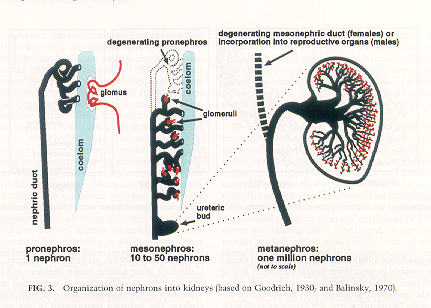 degenerating pronephros
degenerating mesonephric duct (females) or
incorporation into reproductive organs (males)
coelom
glomus
glomeruli
coelom
nephric duct
ureteric
bud
pronephros:
1 nephron
mesonephros:
10 to 50 nephrons
metanephros:
one million nephrons
(not to scale)
FIG. 3. Organization of nephrons into kidneys (based on Goodrich, 1930; and Balinsky, 1970).